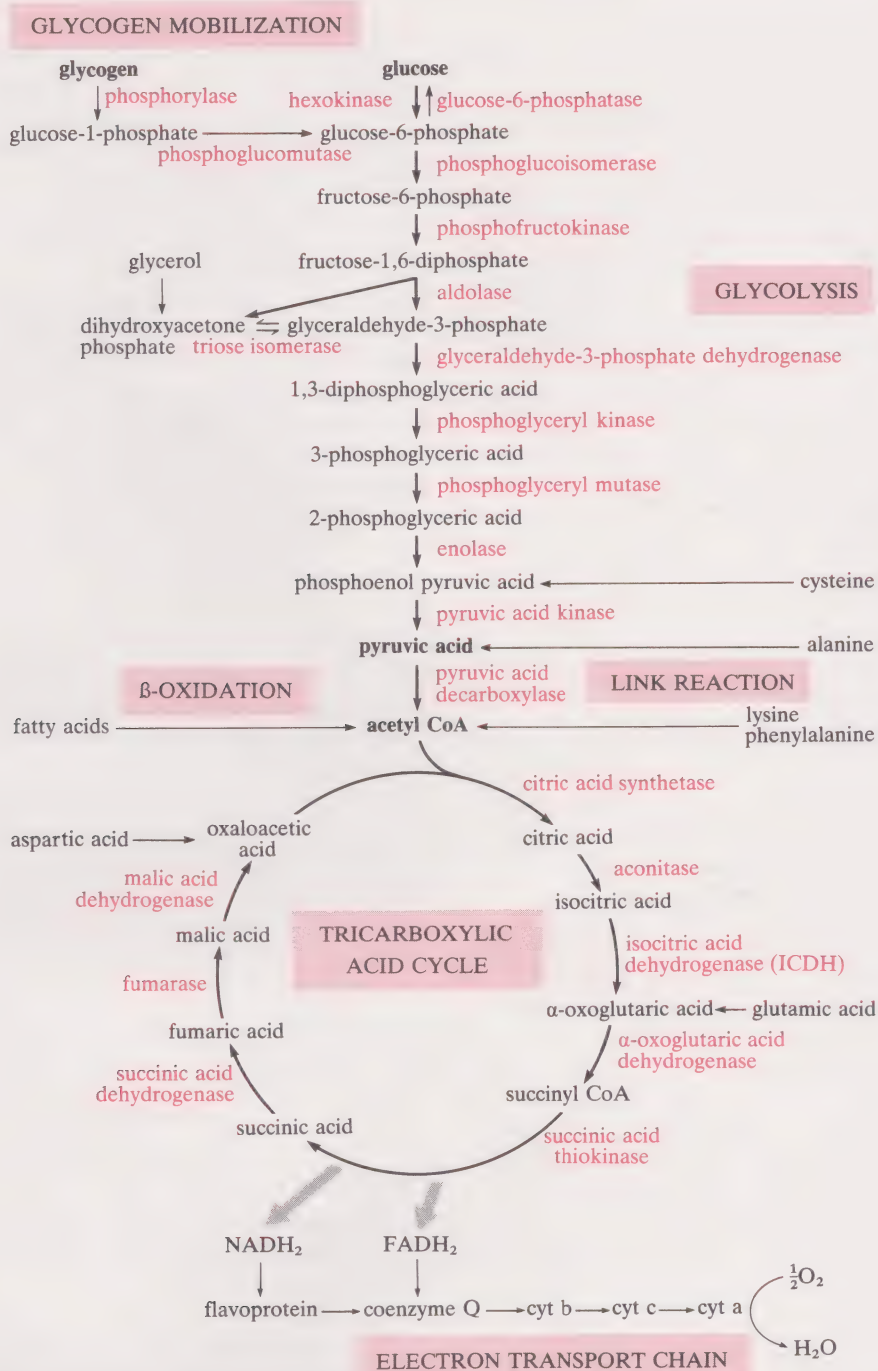 GLYCOGEN MOBILIZATION
glycogen
glucose
phosphorylase
hexokinase
glucose-6-phosphatase
glucose-1-phosphate
glucose-6-phosphate
phosphoglucomutase
phosphoglucoisomerase
fructose-6-phosphate
phosphofructokinase
glycerol
fructose-1,6-diphosphate
aldolase
GLYCOLYSIS
dihydroxyacetone
phosphate
triose isomerase
glyceraldehyde-3-phosphate
glyceraldehyde-3-phosphate dehydrogenase
1,3-diphosphoglyceric acid
phosphoglyceryl kinase
3-phosphoglyceric acid
phosphoglyceryl mutase
2-phosphoglyceric acid
enolase
phosphoenol pyruvic acid
cysteine
pyruvic acid kinase
pyruvic acid
alanine
ß-OXIDATION
pyruvic acid
decarboxylase
LINK REACTION
fatty acids
acetyl CoA
lysine
phenylalanine
citric acid synthetase
aspartic acid
oxaloacetic
acid
citric acid
malic acid
dehydrogenase
aconitase
isocitric acid
malic acid
TRICARBOXYLIC
ACID CYCLE
isocitric acid
dehydrogenase (ICDH)
fumarase
α-oxoglutaric acid
glutamic acid
fumaric acid
α-oxoglutaric acid
dehydrogenase
succinic acid
dehydrogenase
succinyl CoA
succinic acid
succinic acid
thiokinase
NADH₂
FADH₂
½O₂
flavoprotein
coenzyme Q
cyt b
cyt c
cyt a
H₂O
ELECTRON TRANSPORT CHAIN